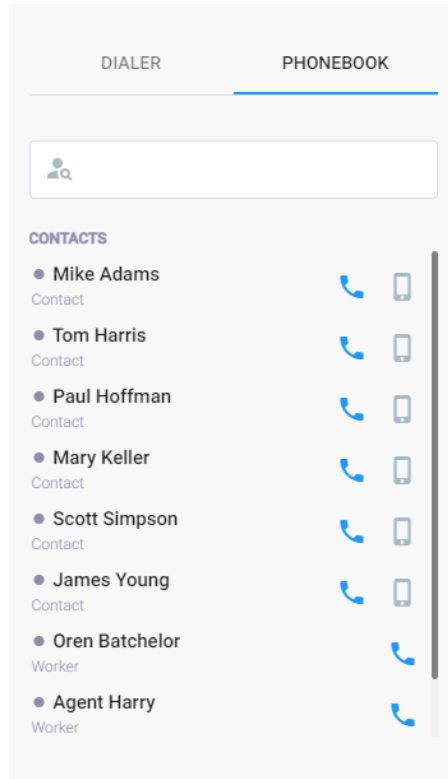 DIALER PHONEBOOK
CONTACTS
Mike Adams
Contact
Tom Harris
Contact
Paul Hoffman
Contact
Mary Keller
Contact
Scott Simpson
Contact
James Young
Contact
Oren Batchelor
Worker
Agent Harry
Worker